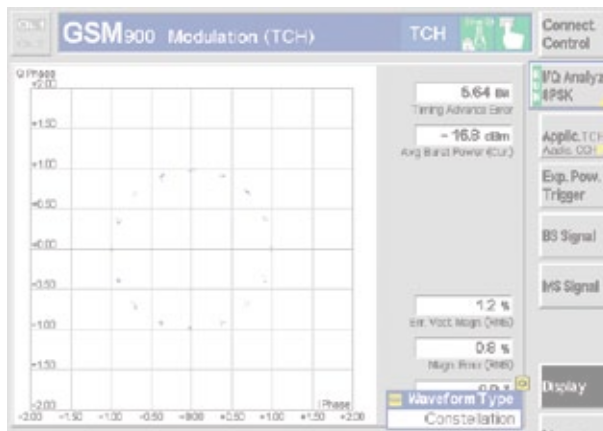 GSM900 Modulation (TCH)
TCH
Connect.
Control
I/Q Analyz
8PSK
Applic. TCH
Exp. Pow.
Trigger
BS Signal
MS Signal
Display
Q Phase
+2.00
+1.50
+1.00
+0.50
+0.00
-0.50
-1.00
-1.50
-2.00
-2.00 -1.50 -1.00 -0.50 +0.00 +0.50 +1.00 +1.50 +2.00
I Phase
5.64 Bit
Timing Advance Error
- 16.8 dBm
Avg. Burst Power (Cur.)
1.2 %
Err. Vect. Magn. (RMS)
0.8 %
Magn. Error (RMS)
Waveform Type
Constellation